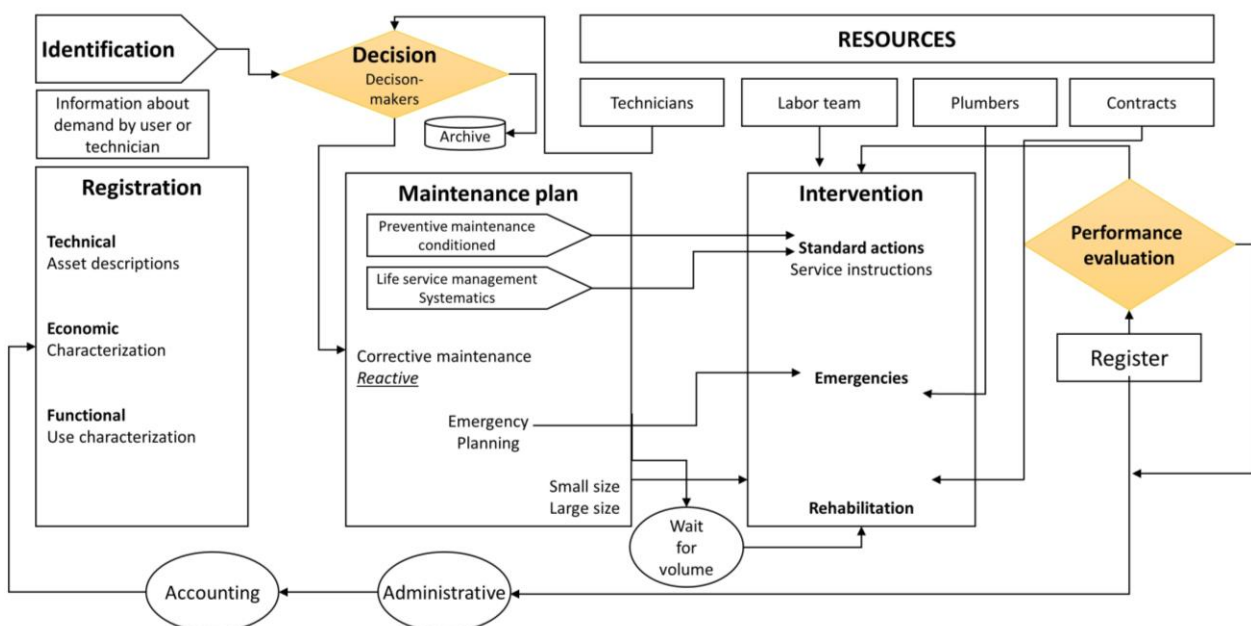 Identification
Information about
demand by user or
technician
Decision
Decison-
makers
Archive
RESOURCES
Technicians
Labor team
Plumbers
Contracts
Registration
Technical
Asset descriptions
Economic
Characterization
Functional
Use characterization
Maintenance plan
Preventive maintenance
conditioned
Life service management
Systematics
Corrective maintenance
Reactive
Emergency
Planning
Small size
Large size
Intervention
Standard actions
Service instructions
Emergencies
Rehabilitation
Performance
evaluation
Register
Wait
for
volume
Accounting
Administrative